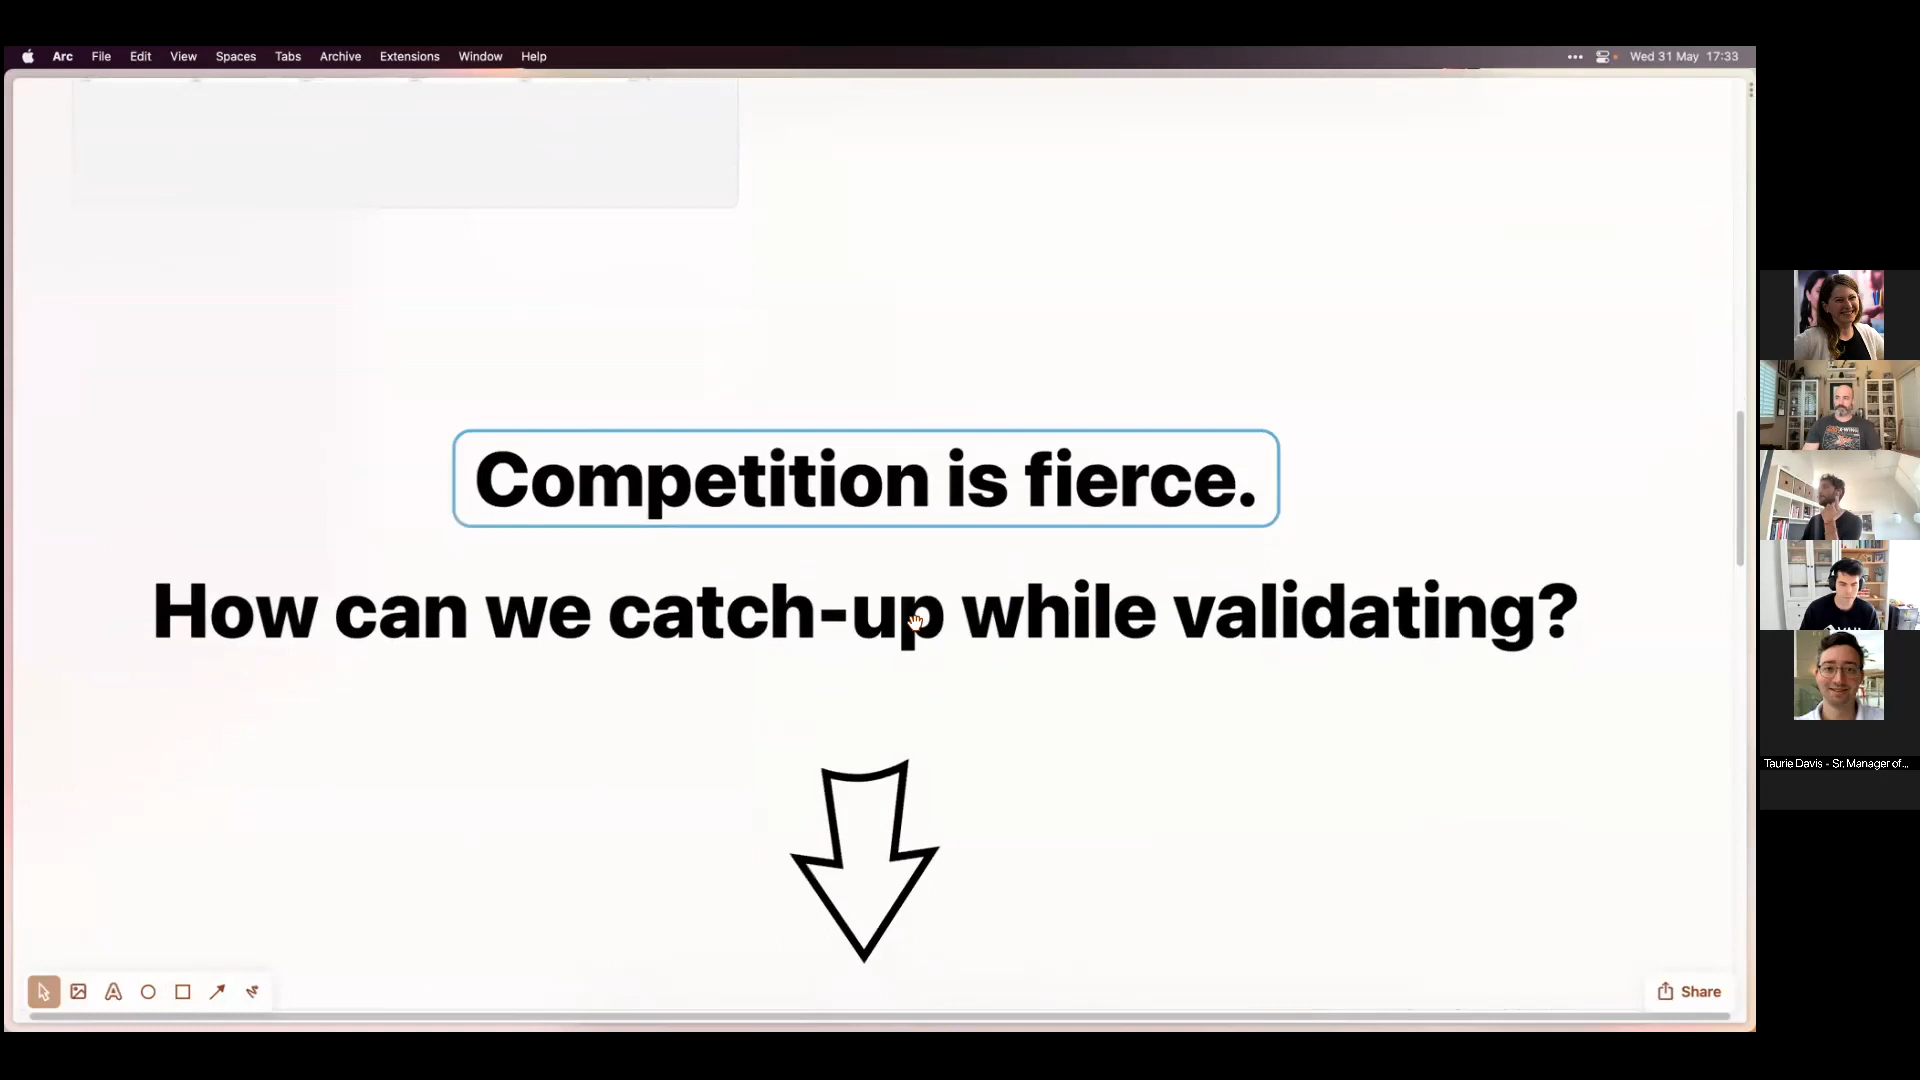 Arc File Edit View Spaces Tabs Archive Extensions Window Help
Wed 31 May 17:33
Competition is fierce.
How can we catch-up while validating?
Share
Taurie Davis - Sr. Manager of...